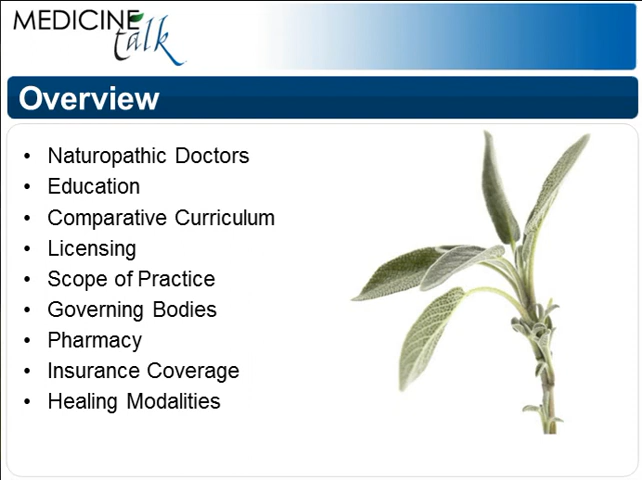 MEDICINE
talk
Overview
• Naturopathic Doctors
• Education
• Comparative Curriculum
• Licensing
• Scope of Practice
• Governing Bodies
• Pharmacy
• Insurance Coverage
• Healing Modalities